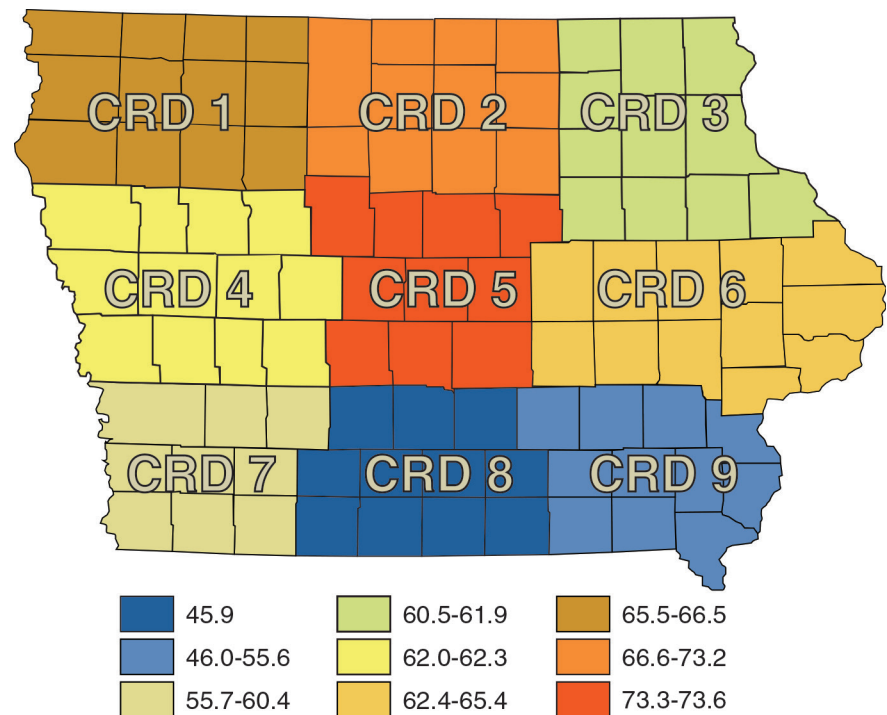 CRD 1
CRD 2
CRD 3
CRD 4
CRD 5
CRD 6
CRD 7
CRD 8
CRD 9
45.9
60.5-61.9
65.5-66.5
46.0-55.6
62.0-62.3
66.6-73.2
55.7-60.4
62.4-65.4
73.3-73.6